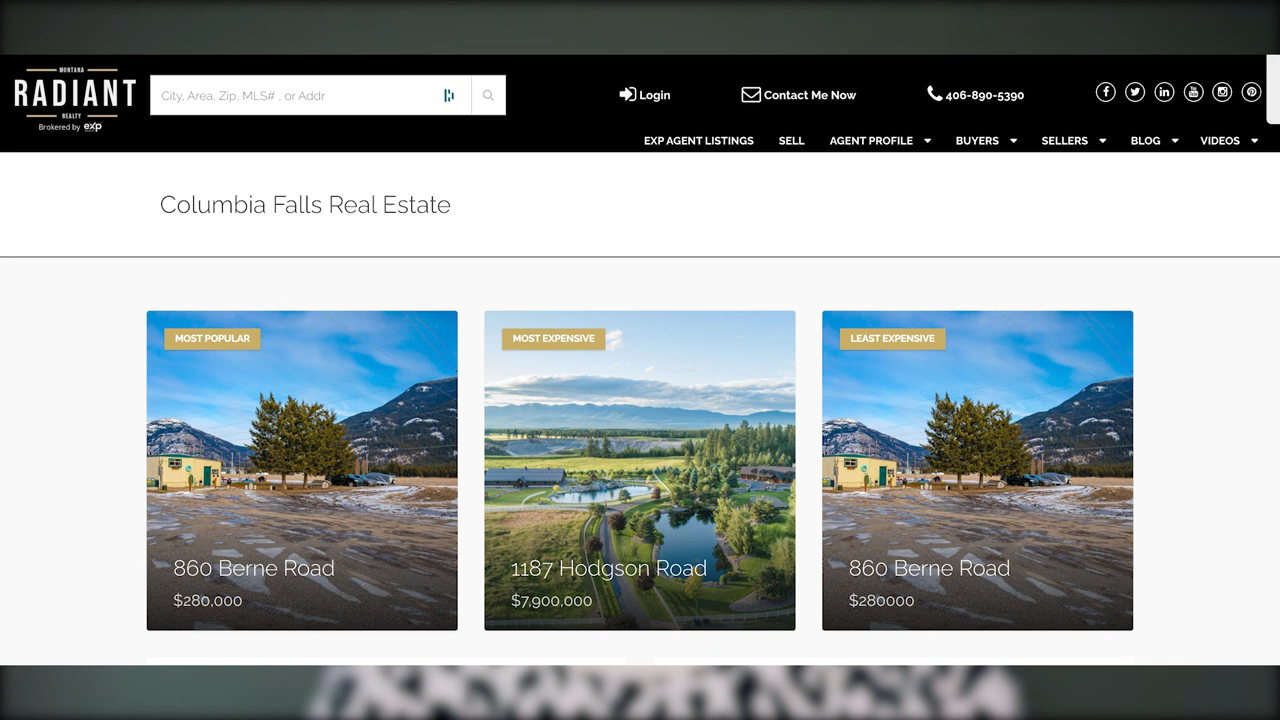 MONTANA
RADIANT
REALTY
Brokered by exp
City, Area, Zip, MLS# , or Addr
Login
Contact Me Now
406-890-5390
EXP AGENT LISTINGS
SELL
AGENT PROFILE
BUYERS
SELLERS
BLOG
VIDEOS
Columbia Falls Real Estate
MOST POPULAR
860 Berne Road
$280,000
MOST EXPENSIVE
1187 Hodgson Road
$7,900,000
LEAST EXPENSIVE
860 Berne Road
$280000